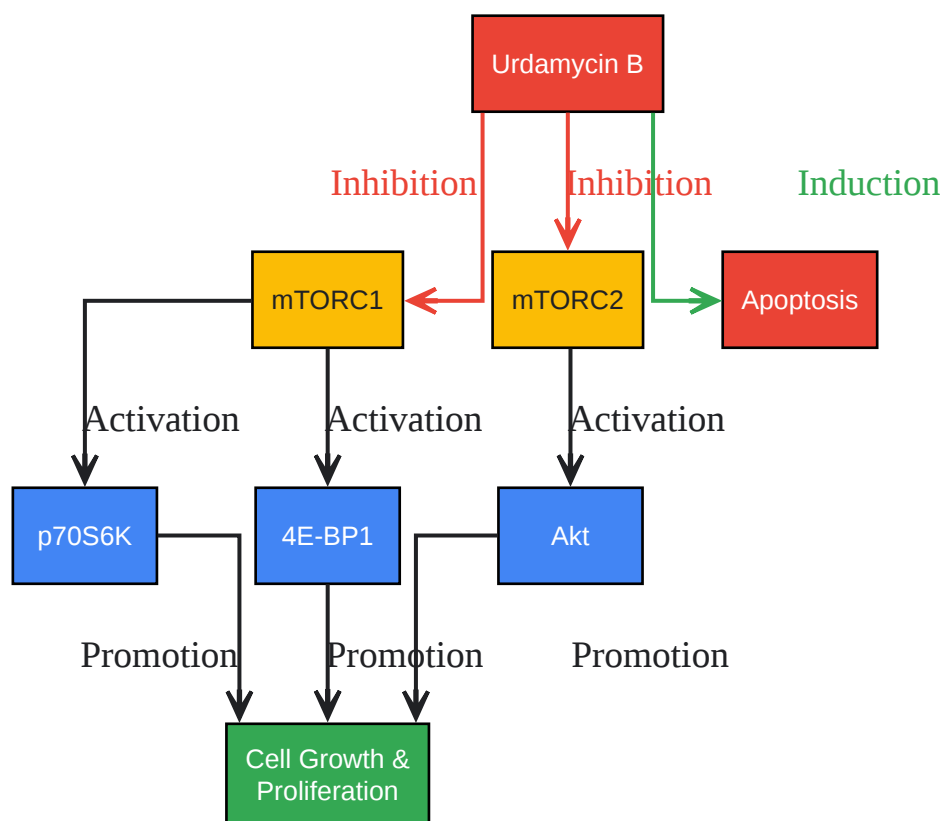 Urdamycin B
Inhibition
Inhibition
Induction
mTORC1
mTORC2
Apoptosis
Activation
Activation
Activation
p70S6K
4E-BP1
Akt
Promotion
Promotion
Promotion
Cell Growth &
Proliferation